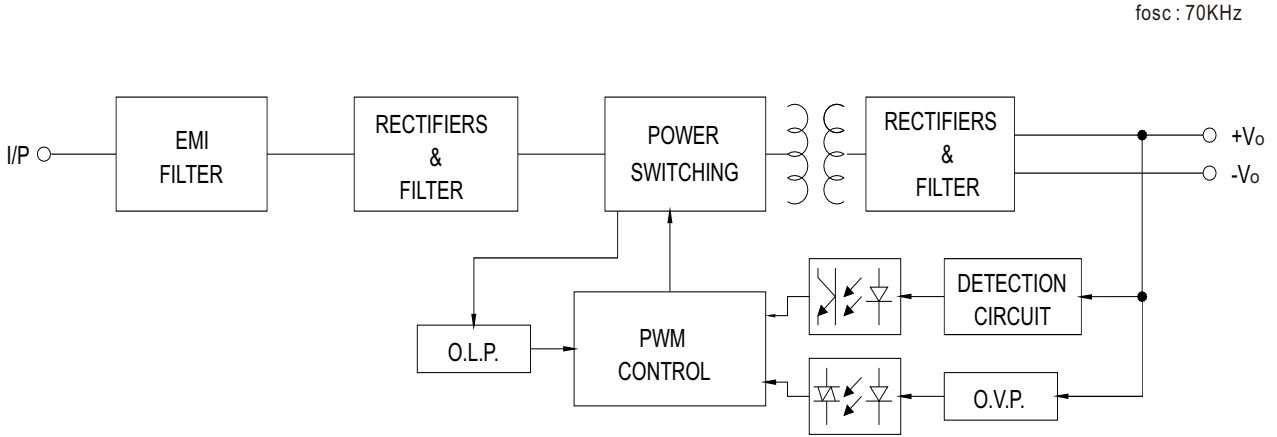 fosc : 70KHz
I/P
EMI
FILTER
RECTIFIERS
&
FILTER
POWER
SWITCHING
RECTIFIERS
&
FILTER
+Vo
-Vo
O.L.P.
PWM
CONTROL
DETECTION
CIRCUIT
O.V.P.